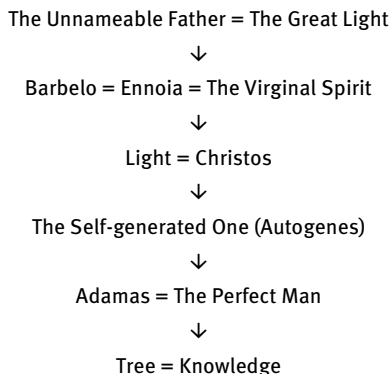 The Unnameable Father = The Great Light
↓
Barbelo = Ennoia = The Virginal Spirit
↓
Light = Christos
↓
The Self-generated One (Autogenes)
↓
Adamas = The Perfect Man
↓
Tree = Knowledge